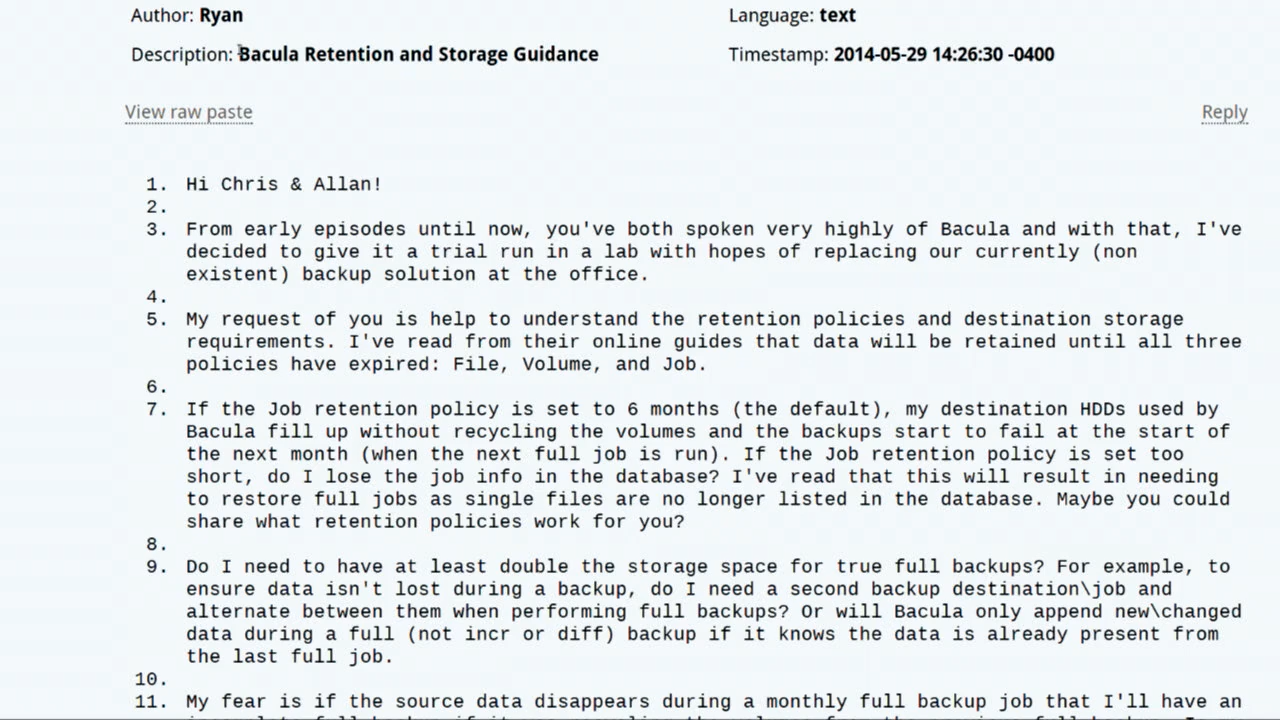 Author: Ryan
Language: text
Description: Bacula Retention and Storage Guidance
Timestamp: 2014-05-29 14:26:30 -0400
View raw paste
Reply
1. Hi Chris & Allan!
2.
3. From early episodes until now, you've both spoken very highly of Bacula and with that, I've
decided to give it a trial run in a lab with hopes of replacing our currently (non
existent) backup solution at the office.
4.
5. My request of you is help to understand the retention policies and destination storage
requirements. I've read from their online guides that data will be retained until all three
policies have expired: File, Volume, and Job.
6.
7. If the Job retention policy is set to 6 months (the default), my destination HDDs used by
Bacula fill up without recycling the volumes and the backups start to fail at the start of
the next month (when the next full job is run). If the Job retention policy is set too
short, do I lose the job info in the database? I've read that this will result in needing
to restore full jobs as single files are no longer listed in the database. Maybe you could
share what retention policies work for you?
8.
9. Do I need to have at least double the storage space for true full backups? For example, to
ensure data isn't lost during a backup, do I need a second backup destination\job and
alternate between them when performing full backups? Or will Bacula only append new\changed
data during a full (not incr or diff) backup if it knows the data is already present from
the last full job.
10.
11. My fear is if the source data disappears during a monthly full backup job that I'll have an